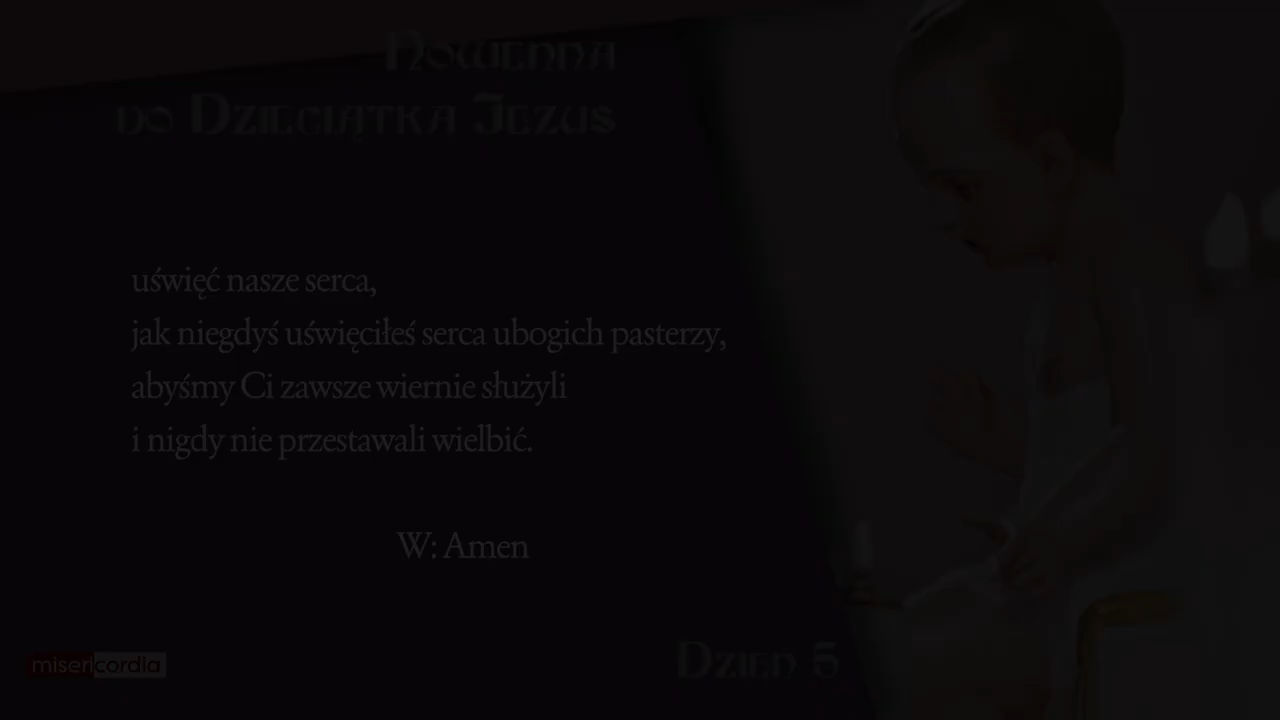 Nowenna
do Dzieciątka Jezus
uświęć nasze serca,
jak niegdyś uświęciłeś serca ubogich pasterzy,
abyśmy Ci zawsze wiernie służyli
i nigdy nie przestawali wielbić.
W: Amen
misericordia
Dzień 5